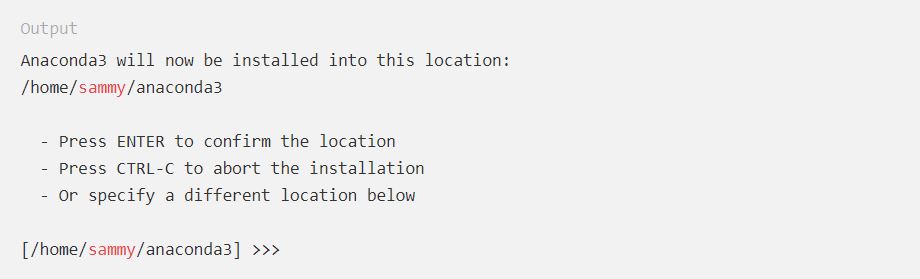 Output
Anaconda3 will now be installed into this location:
/home/sammy/anaconda3
- Press ENTER to confirm the location
- Press CTRL-C to abort the installation
- Or specify a different location below
[/home/sammy/anaconda3] >>>